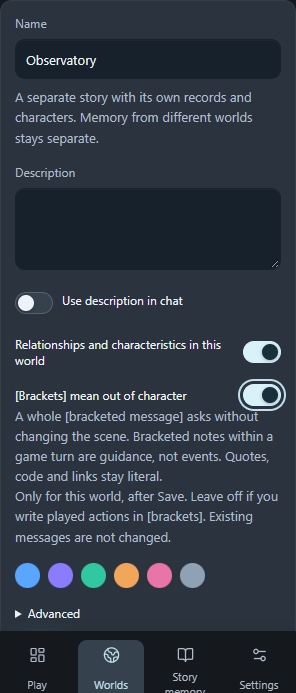 Name
Observatory
A separate story with its own records and
characters. Memory from different worlds
stays separate.
Description
Use description in chat
Relationships and characteristics in this
world
[Brackets] mean out of character
A whole [bracketed message] asks without
changing the scene. Bracketed notes within a
game turn are guidance, not events. Quotes,
code and links stay literal.
Only for this world, after Save. Leave off if you
write played actions in [brackets]. Existing
messages are not changed.
Advanced
Play
Worlds
Story
memory
Settings